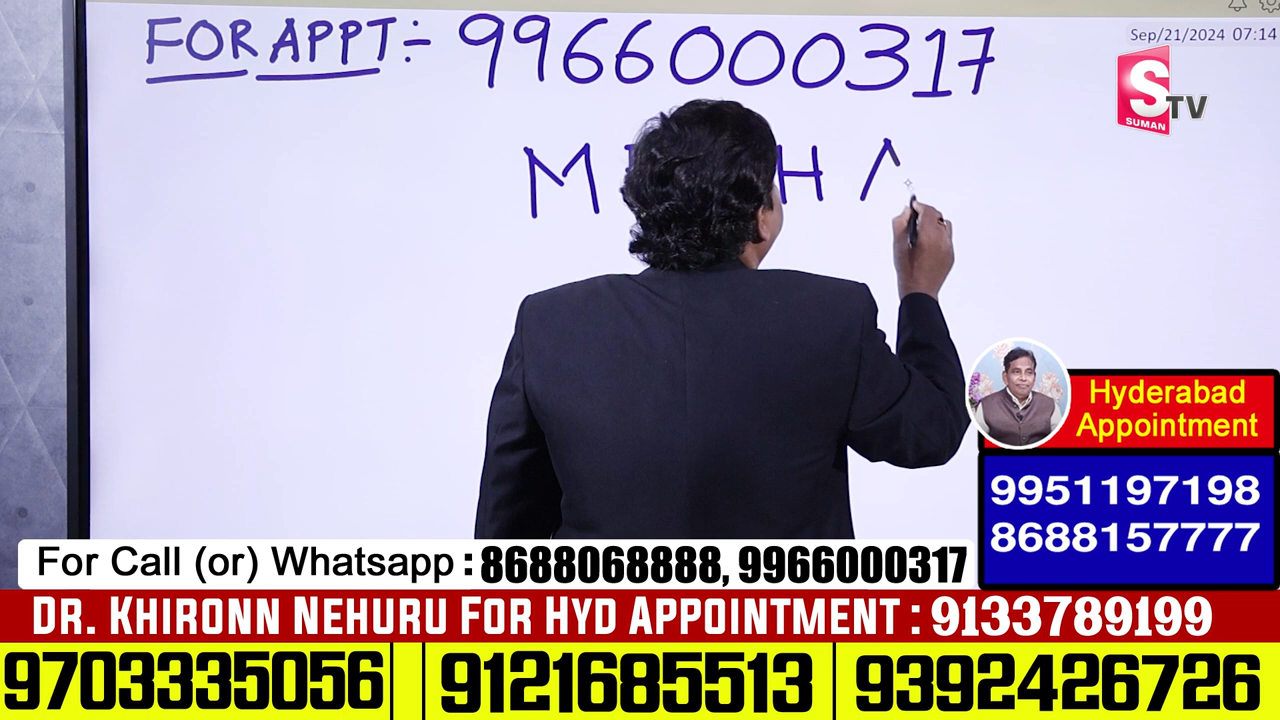 FOR APPT:- 9966000317
Sep/21/2024 07:14
S TV
SUMAN
Hyderabad
Appointment
9951197198
8688157777
For Call (or) Whatsapp : 8688068888, 9966000317
DR. KHIRONN NEHURU FOR HYD APPOINTMENT : 9133789199
9703335056 9121685513 9392426726